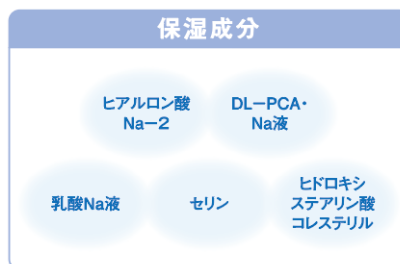 保湿成分
ヒアルロン酸
Na－2
DL－PCA・
Na液
乳酸Na液
セリン
ヒドロキシ
ステアリン酸
コレステリル